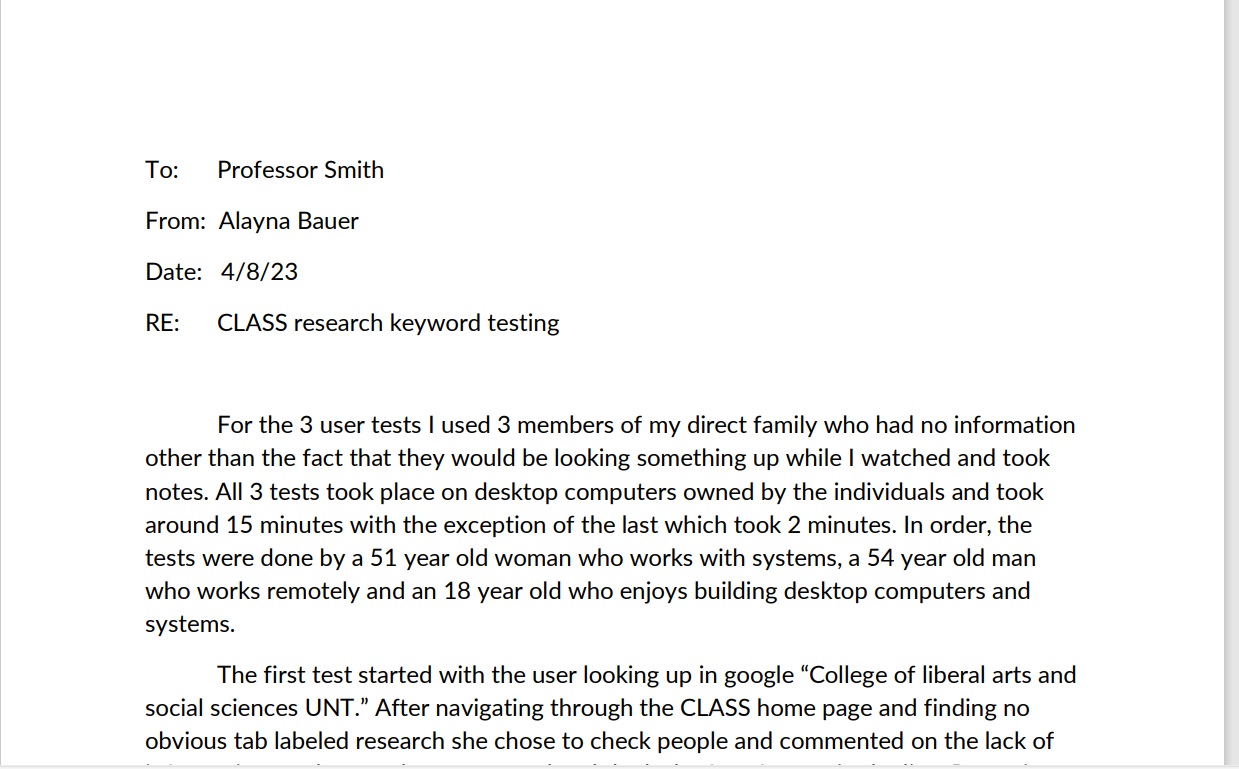 To: Professor Smith
From: Alayna Bauer
Date: 4/8/23
RE: CLASS research keyword testing
For the 3 user tests I used 3 members of my direct family who had no information
other than the fact that they would be looking something up while I watched and took
notes. All 3 tests took place on desktop computers owned by the individuals and took
around 15 minutes with the exception of the last which took 2 minutes. In order, the
tests were done by a 51 year old woman who works with systems, a 54 year old man
who works remotely and an 18 year old who enjoys building desktop computers and
systems.
The first test started with the user looking up in google “College of liberal arts and
social sciences UNT.” After navigating through the CLASS home page and finding no
obvious tab labeled research she chose to check people and commented on the lack of